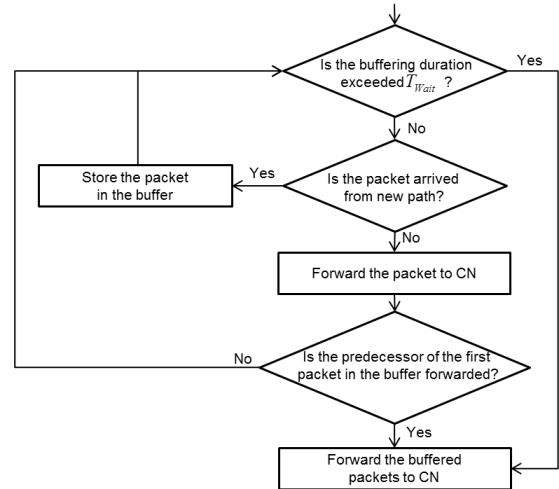 Is the buffering duration
exceeded T_Wait ?
Yes
No
Is the packet arrived
from new path?
Yes
Store the packet
in the buffer
No
Forward the packet to CN
Is the predecessor of the first
packet in the buffer forwarded?
No
Yes
Forward the buffered
packets to CN